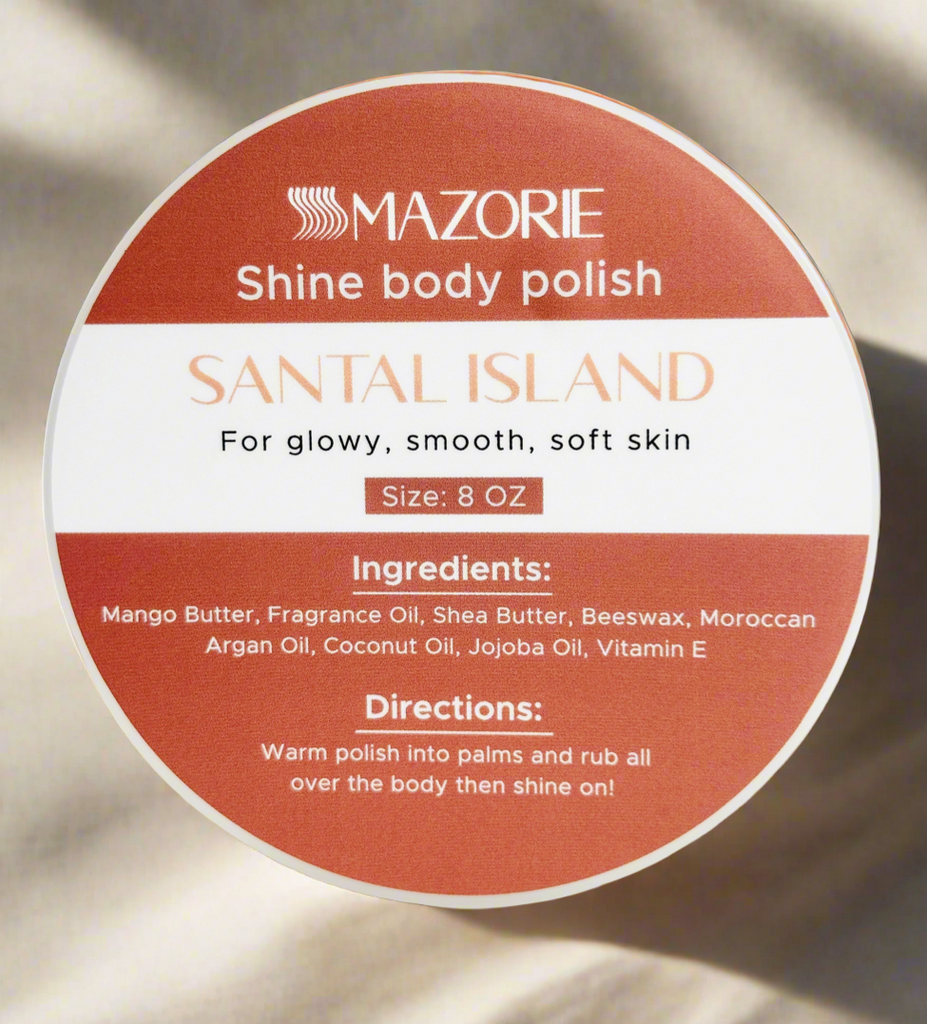 MAZORIE
Shine body polish
SANTAL ISLAND
For glowy, smooth, soft skin
Size: 8 OZ
Ingredients:
Mango Butter, Fragrance Oil, Shea Butter, Beeswax, Moroccan
Argan Oil, Coconut Oil, Jojoba Oil, Vitamin E
Directions:
Warm polish into palms and rub all
over the body then shine on!